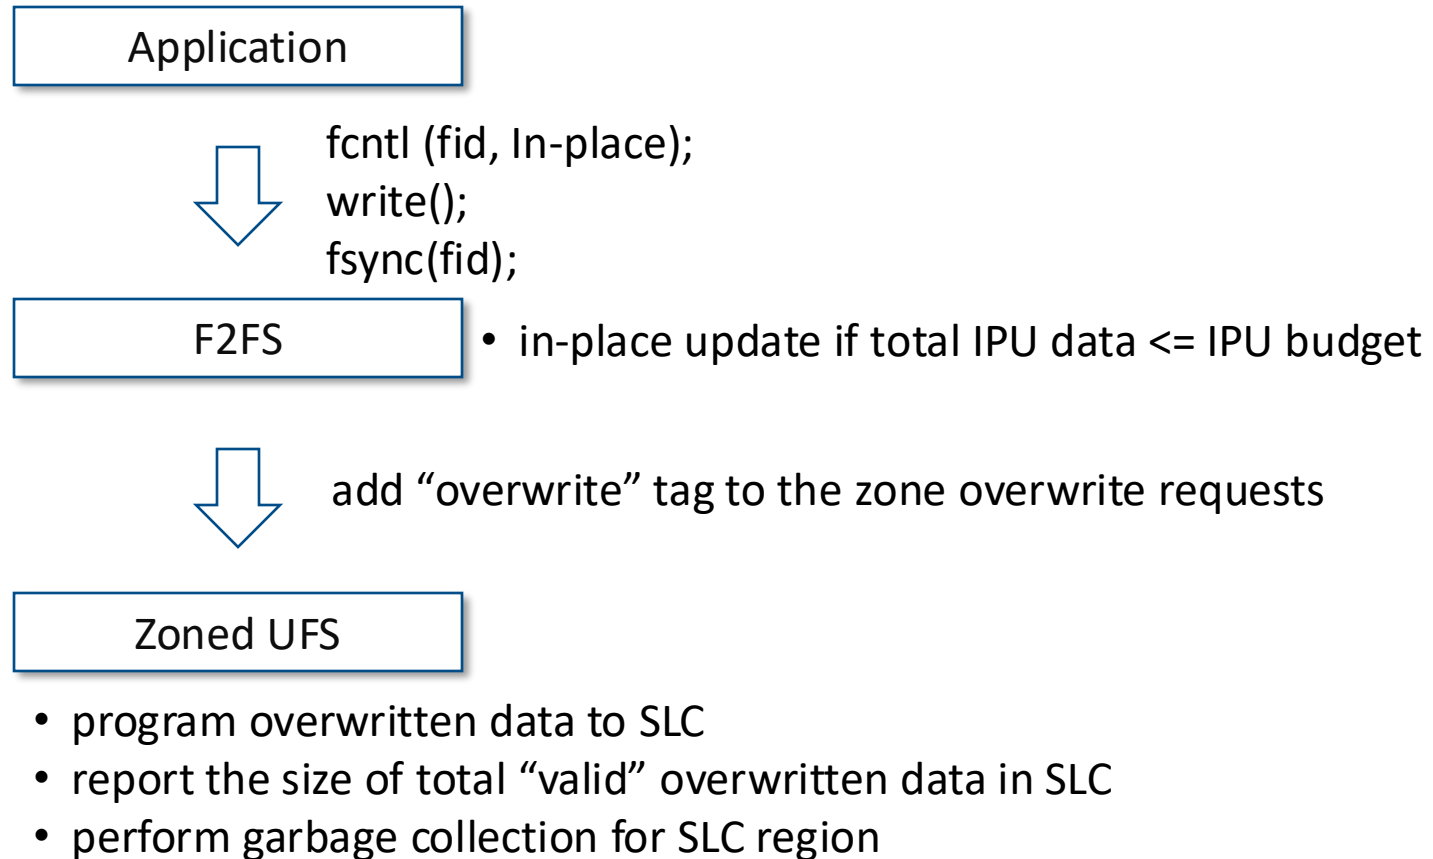 Application
fcntl (fid, In-place);
write();
fsync(fid);
F2FS
• in-place update if total IPU data <= IPU budget
add “overwrite” tag to the zone overwrite requests
Zoned UFS
• program overwritten data to SLC
• report the size of total “valid” overwritten data in SLC
• perform garbage collection for SLC region